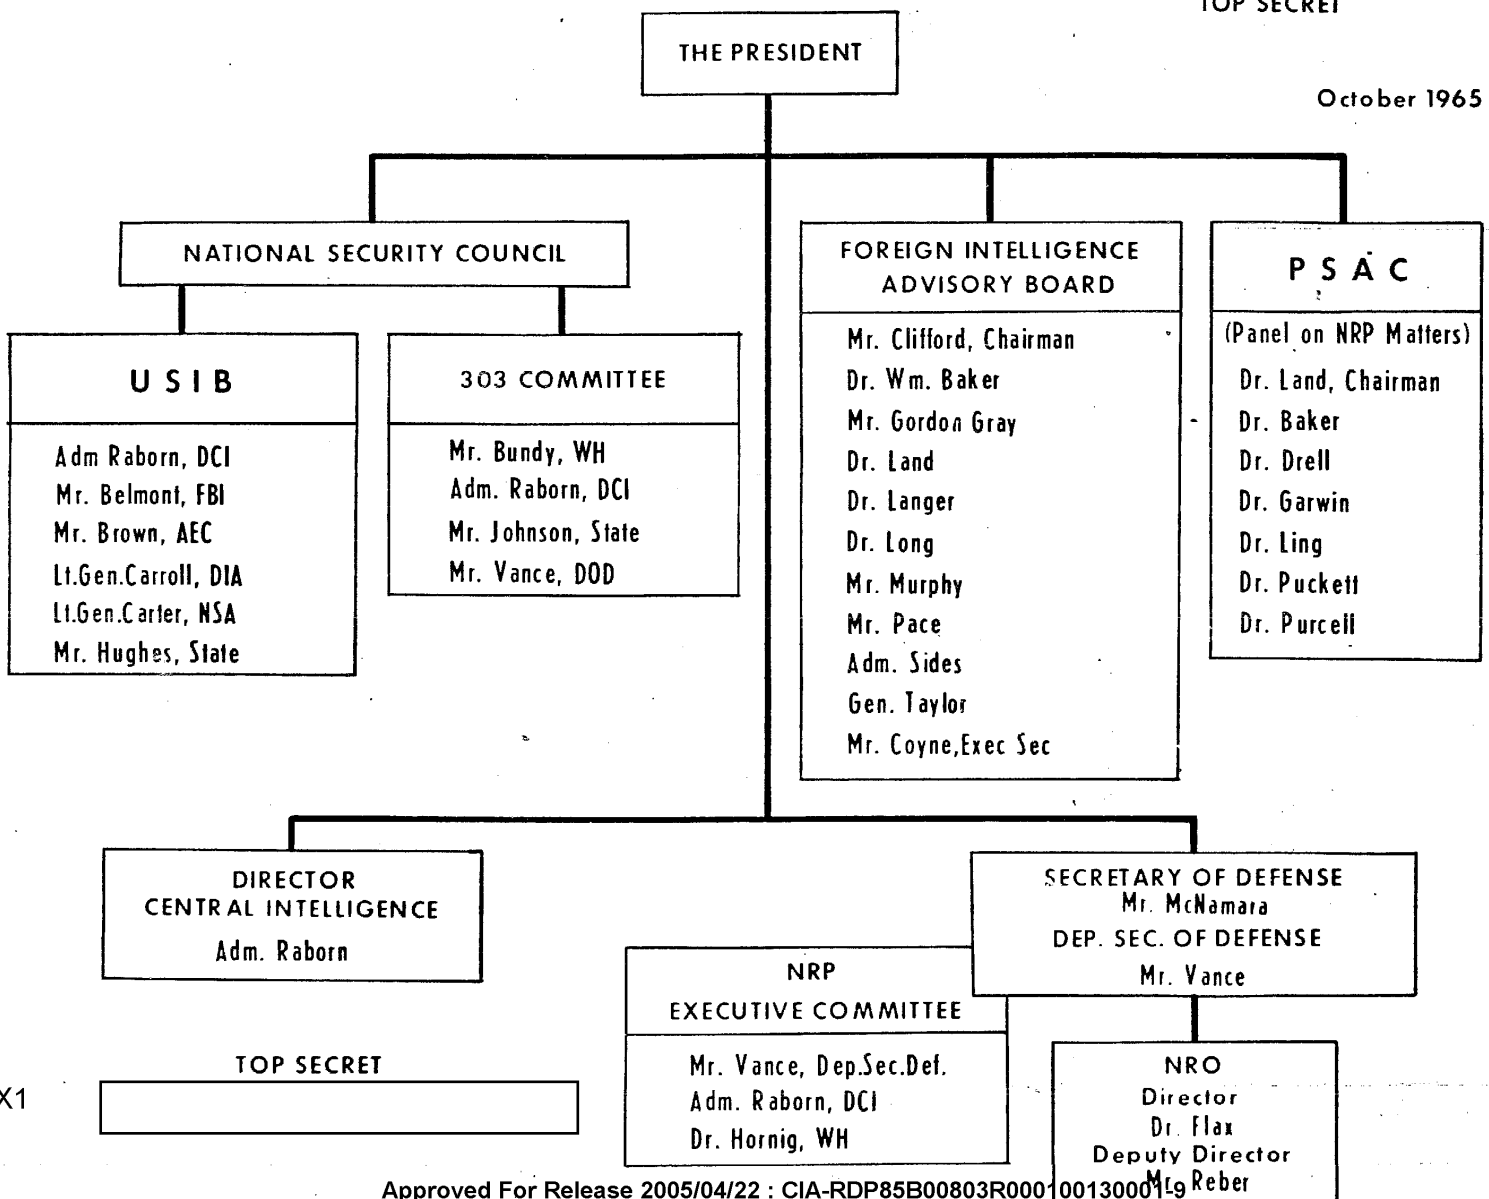 TOP SECRET
THE PRESIDENT
October 1965
NATIONAL SECURITY COUNCIL
USIB
Adm Raborn, DCI
Mr. Belmont, FBI
Mr. Brown, AEC
Lt.Gen.Carroll, DIA
Lt.Gen.Carter, NSA
Mr. Hughes, State
303 COMMITTEE
Mr. Bundy, WH
Adm. Raborn, DCI
Mr. Johnson, State
Mr. Vance, DOD
FOREIGN INTELLIGENCE
ADVISORY BOARD
Mr. Clifford, Chairman
Dr. Wm. Baker
Mr. Gordon Gray
Dr. Land
Dr. Langer
Dr. Long
Mr. Murphy
Mr. Pace
Adm. Sides
Gen. Taylor
Mr. Coyne,Exec Sec
PSAC
(Panel on NRP Matters)
Dr. Land, Chairman
Dr. Baker
Dr. Drell
Dr. Garwin
Dr. Ling
Dr. Puckett
Dr. Purcell
DIRECTOR
CENTRAL INTELLIGENCE
Adm. Raborn
SECRETARY OF DEFENSE
Mr. McNamara
DEP. SEC. OF DEFENSE
Mr. Vance
NRP
EXECUTIVE COMMITTEE
Mr. Vance, Dep.Sec.Def.
Adm. Raborn, DCI
Dr. Hornig, WH
NRO
Director
Dr. Flax
Deputy Director
Mr. Reber
TOP SECRET
X1
Approved For Release 2005/04/22 : CIA-RDP85B00803R000100130001-9